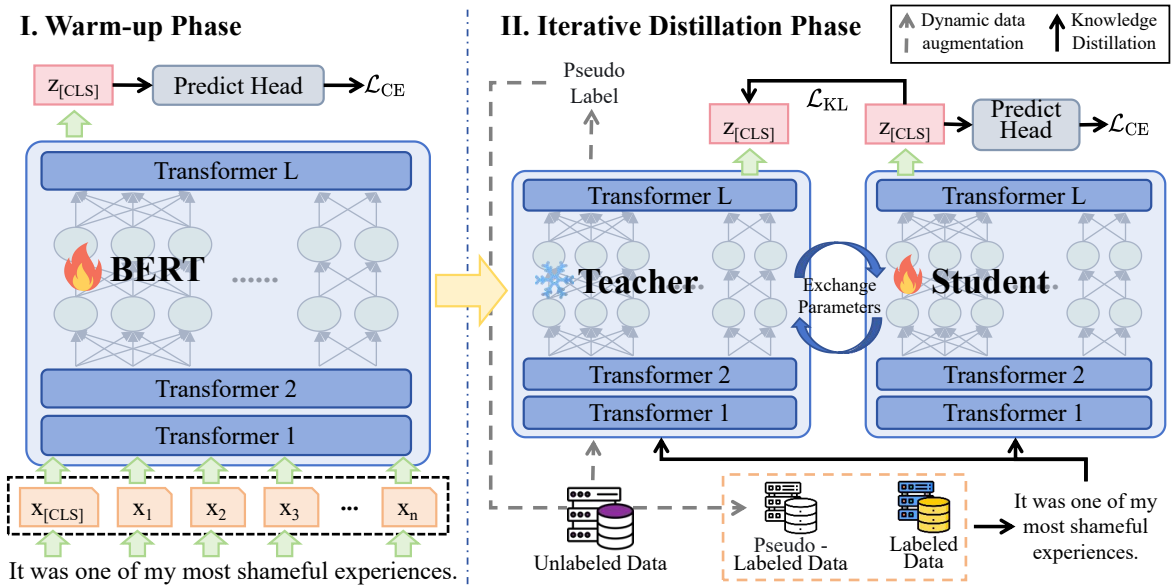 I. Warm-up Phase
z[CLS]
Predict Head
ℒCE
Transformer L
BERT
......
Transformer 2
Transformer 1
x[CLS]
x1
x2
x3
...
xn
It was one of my most shameful experiences.
II. Iterative Distillation Phase
Dynamic data
augmentation
Knowledge
Distillation
Pseudo
Label
z[CLS]
ℒKL
z[CLS]
Predict
Head
ℒCE
Transformer L
Teacher
Transformer 2
Transformer 1
Exchange
Parameters
Transformer L
Student
Transformer 2
Transformer 1
Unlabeled Data
Pseudo -
Labeled Data
Labeled
Data
It was one of my
most shameful
experiences.